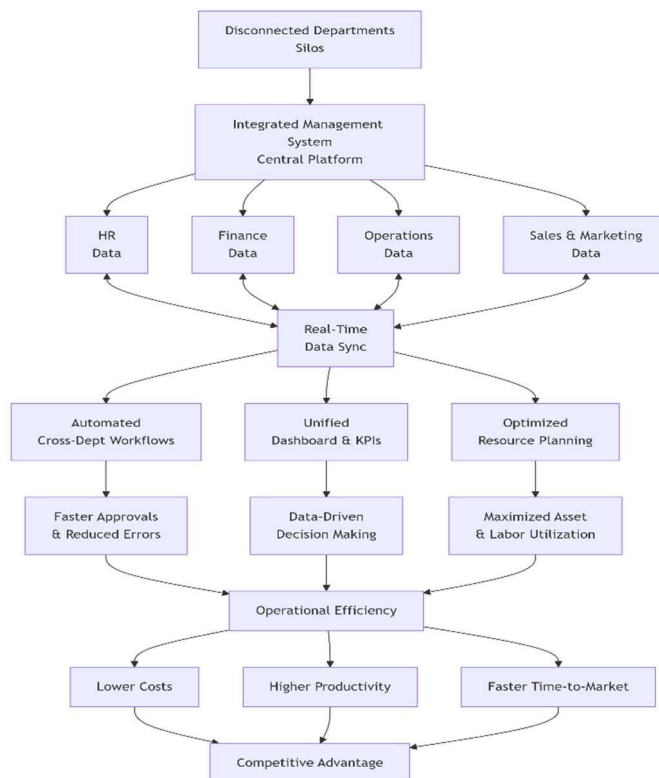 Disconnected Departments
Silos
Integrated Management
System
Central Platform
HR
Data
Finance
Data
Operations
Data
Sales & Marketing
Data
Real-Time
Data Sync
Automated
Cross-Dept Workflows
Unified
Dashboard & KPIs
Optimized
Resource Planning
Faster Approvals
& Reduced Errors
Data-Driven
Decision Making
Maximized Asset
& Labor Utilization
Operational Efficiency
Lower Costs
Higher Productivity
Faster Time-to-Market
Competitive Advantage